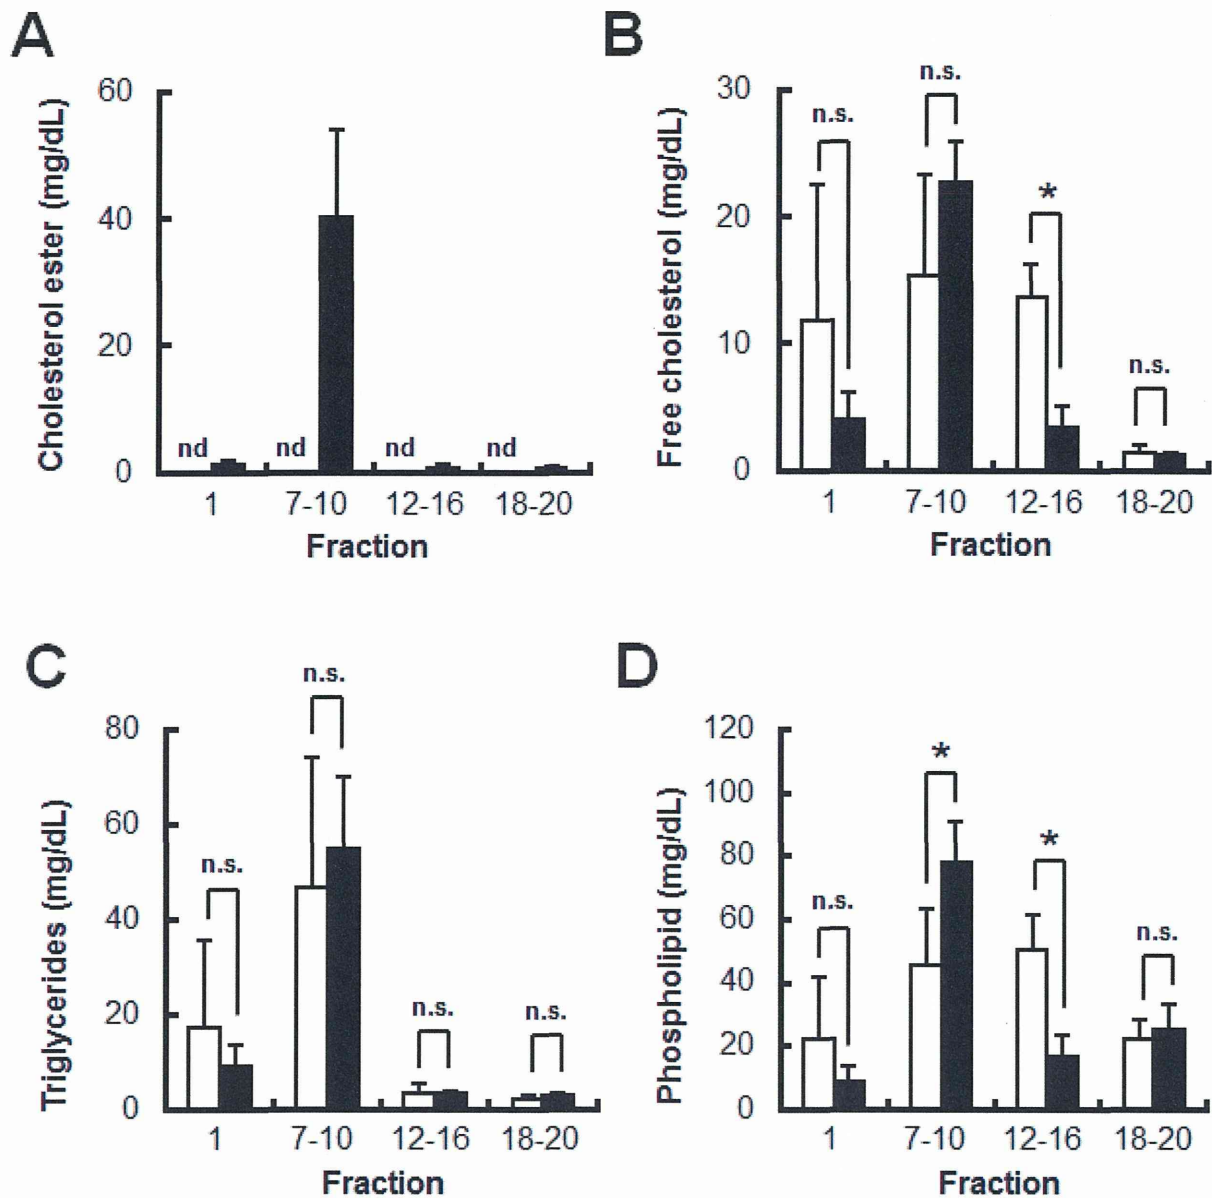 A
B
Cholesterol ester (mg/dL)
60
40
20
0
nd nd nd nd
1 7-10 12-16 18-20
Fraction
Free cholesterol (mg/dL)
30
20
10
0
n.s. n.s. * n.s.
1 7-10 12-16 18-20
Fraction
C
D
Triglycerides (mg/dL)
80
60
40
20
0
n.s. n.s. n.s. n.s.
1 7-10 12-16 18-20
Fraction
Phospholipid (mg/dL)
120
100
80
60
40
20
0
n.s. * * n.s.
1 7-10 12-16 18-20
Fraction